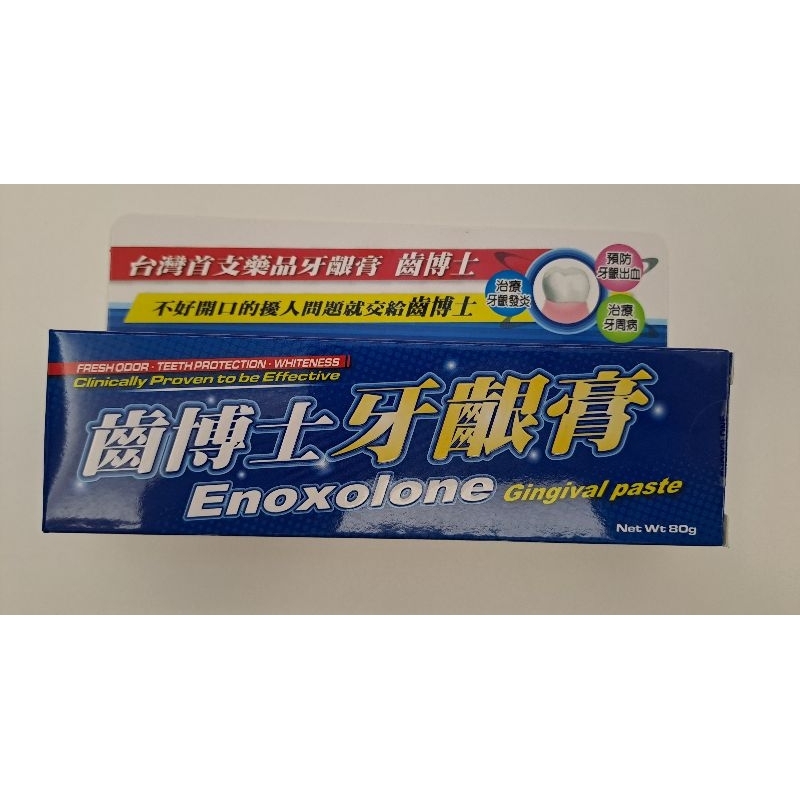 台灣首支藥品牙齦膏 齒博士
不好開口的擾人問題就交給齒博士
治療
牙齦發炎
預防
牙齦出血
治療
牙周病
FRESH ODOR · TEETH PROTECTION · WHITENESS
Clinically Proven to be Effective
齒博士牙齦膏
Enoxolone Gingival paste
Net Wt 80g